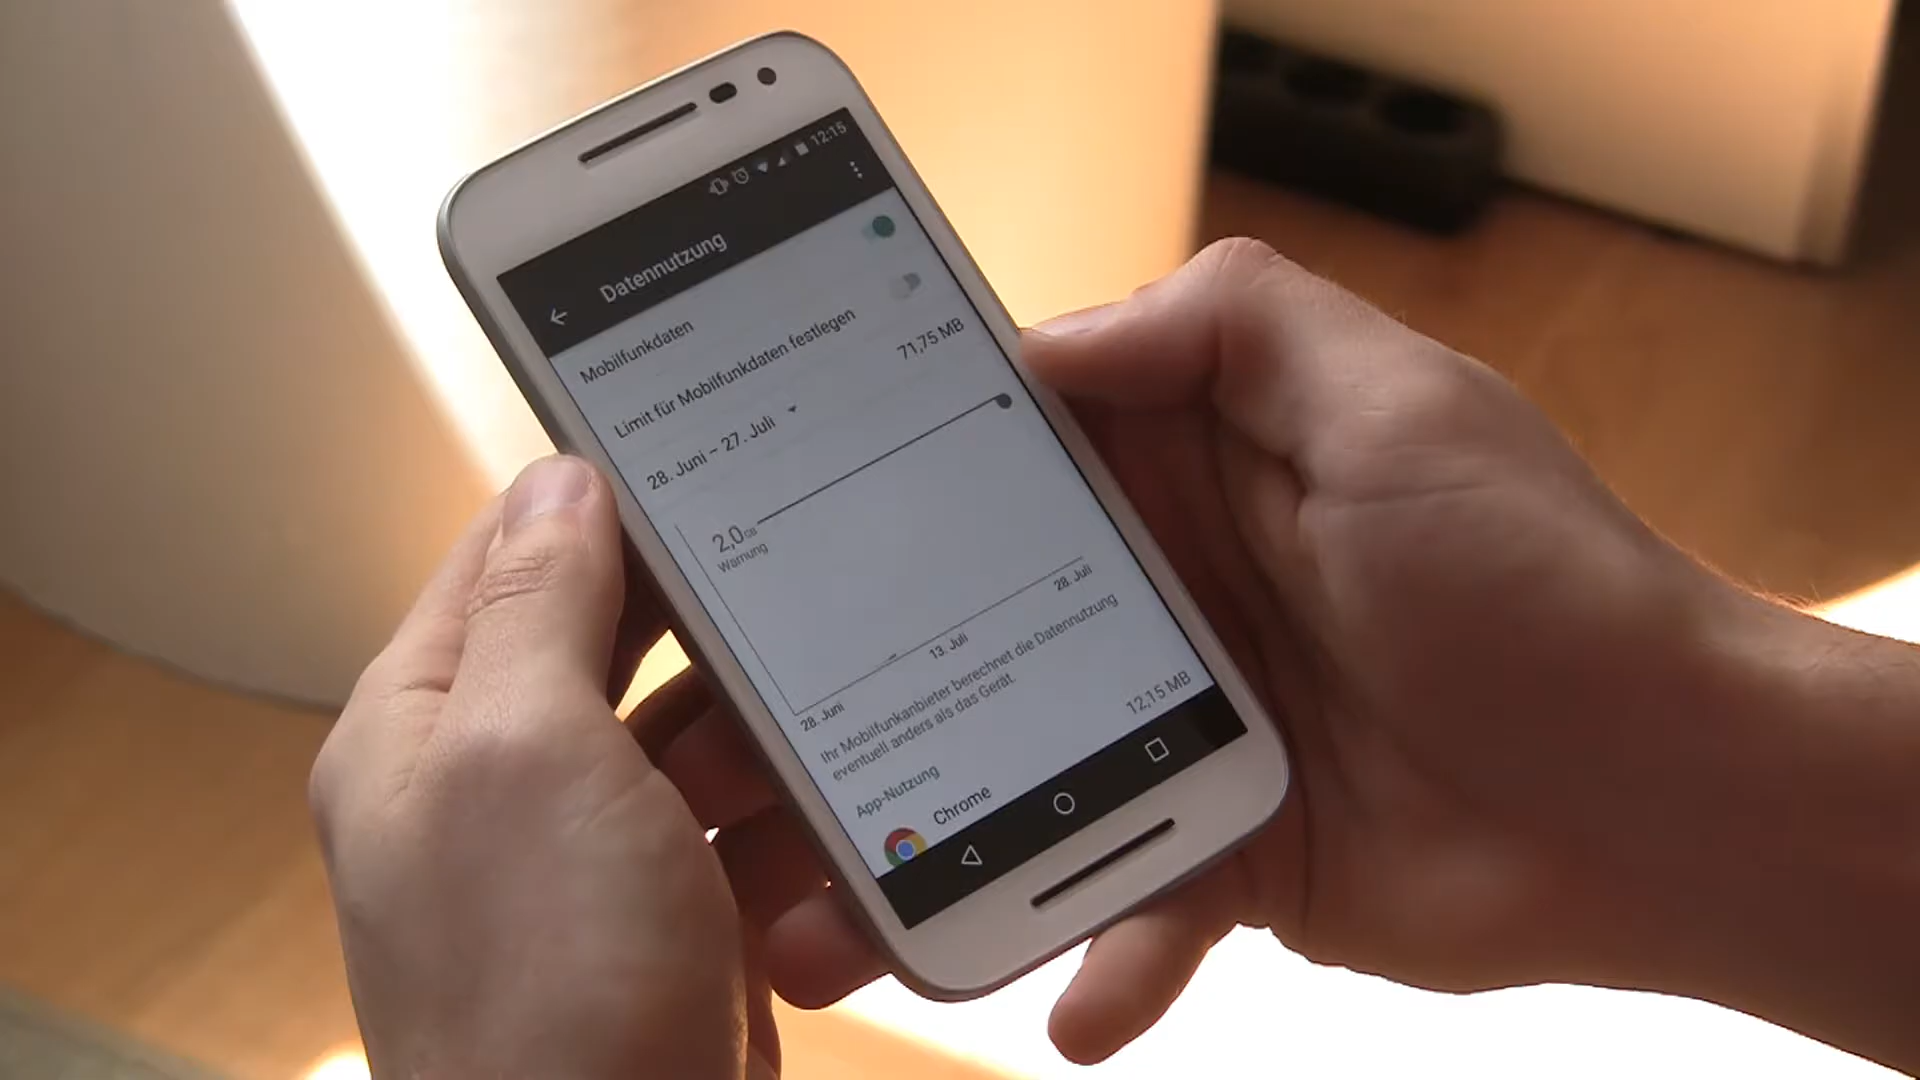 12:15
Datennutzung
Mobilfunkdaten
Limit für Mobilfunkdaten festlegen
28. Juni – 27. Juli 71,75 MB
2,0 GB
Warnung
28. Juni 13. Juli 28. Juli
Ihr Mobilfunkanbieter berechnet die Datennutzung
eventuell anders als das Gerät.
App-Nutzung
Chrome 12,15 MB